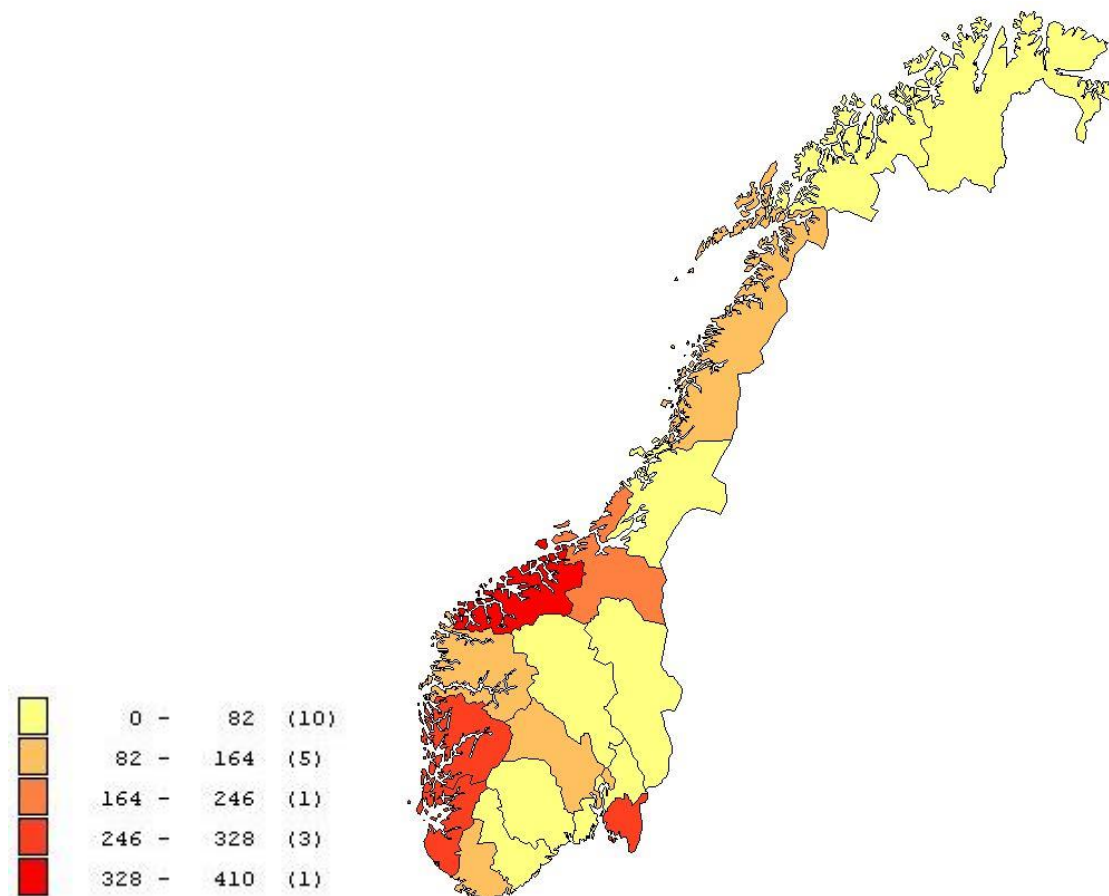 0 - 82 (10)
82 - 164 (5)
164 - 246 (1)
246 - 328 (3)
328 - 410 (1)